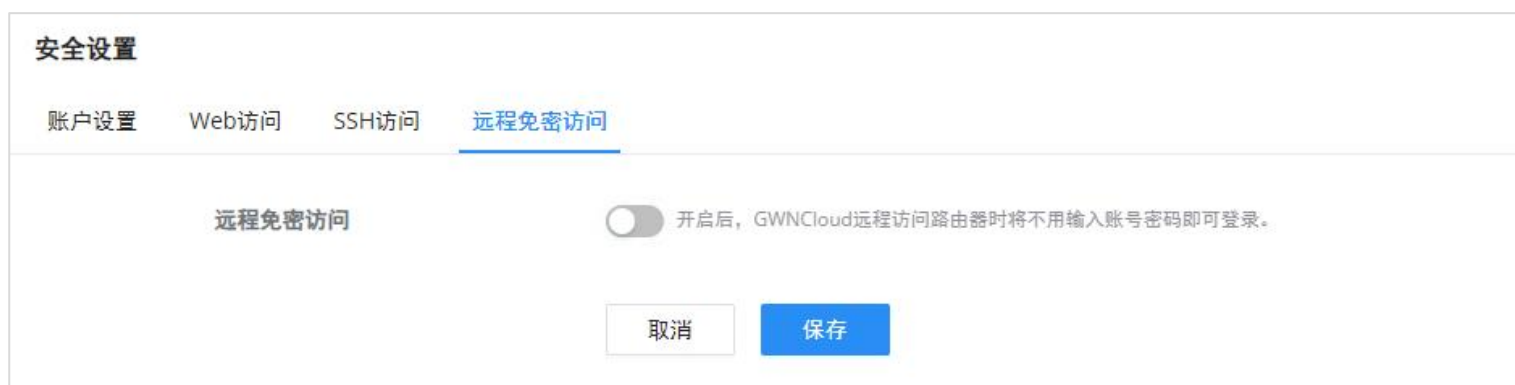 安全设置
账户设置 Web访问 SSH访问 远程免密访问
远程免密访问 开启后，GWNCloud远程访问路由器时将不用输入账号密码即可登录。
取消 保存